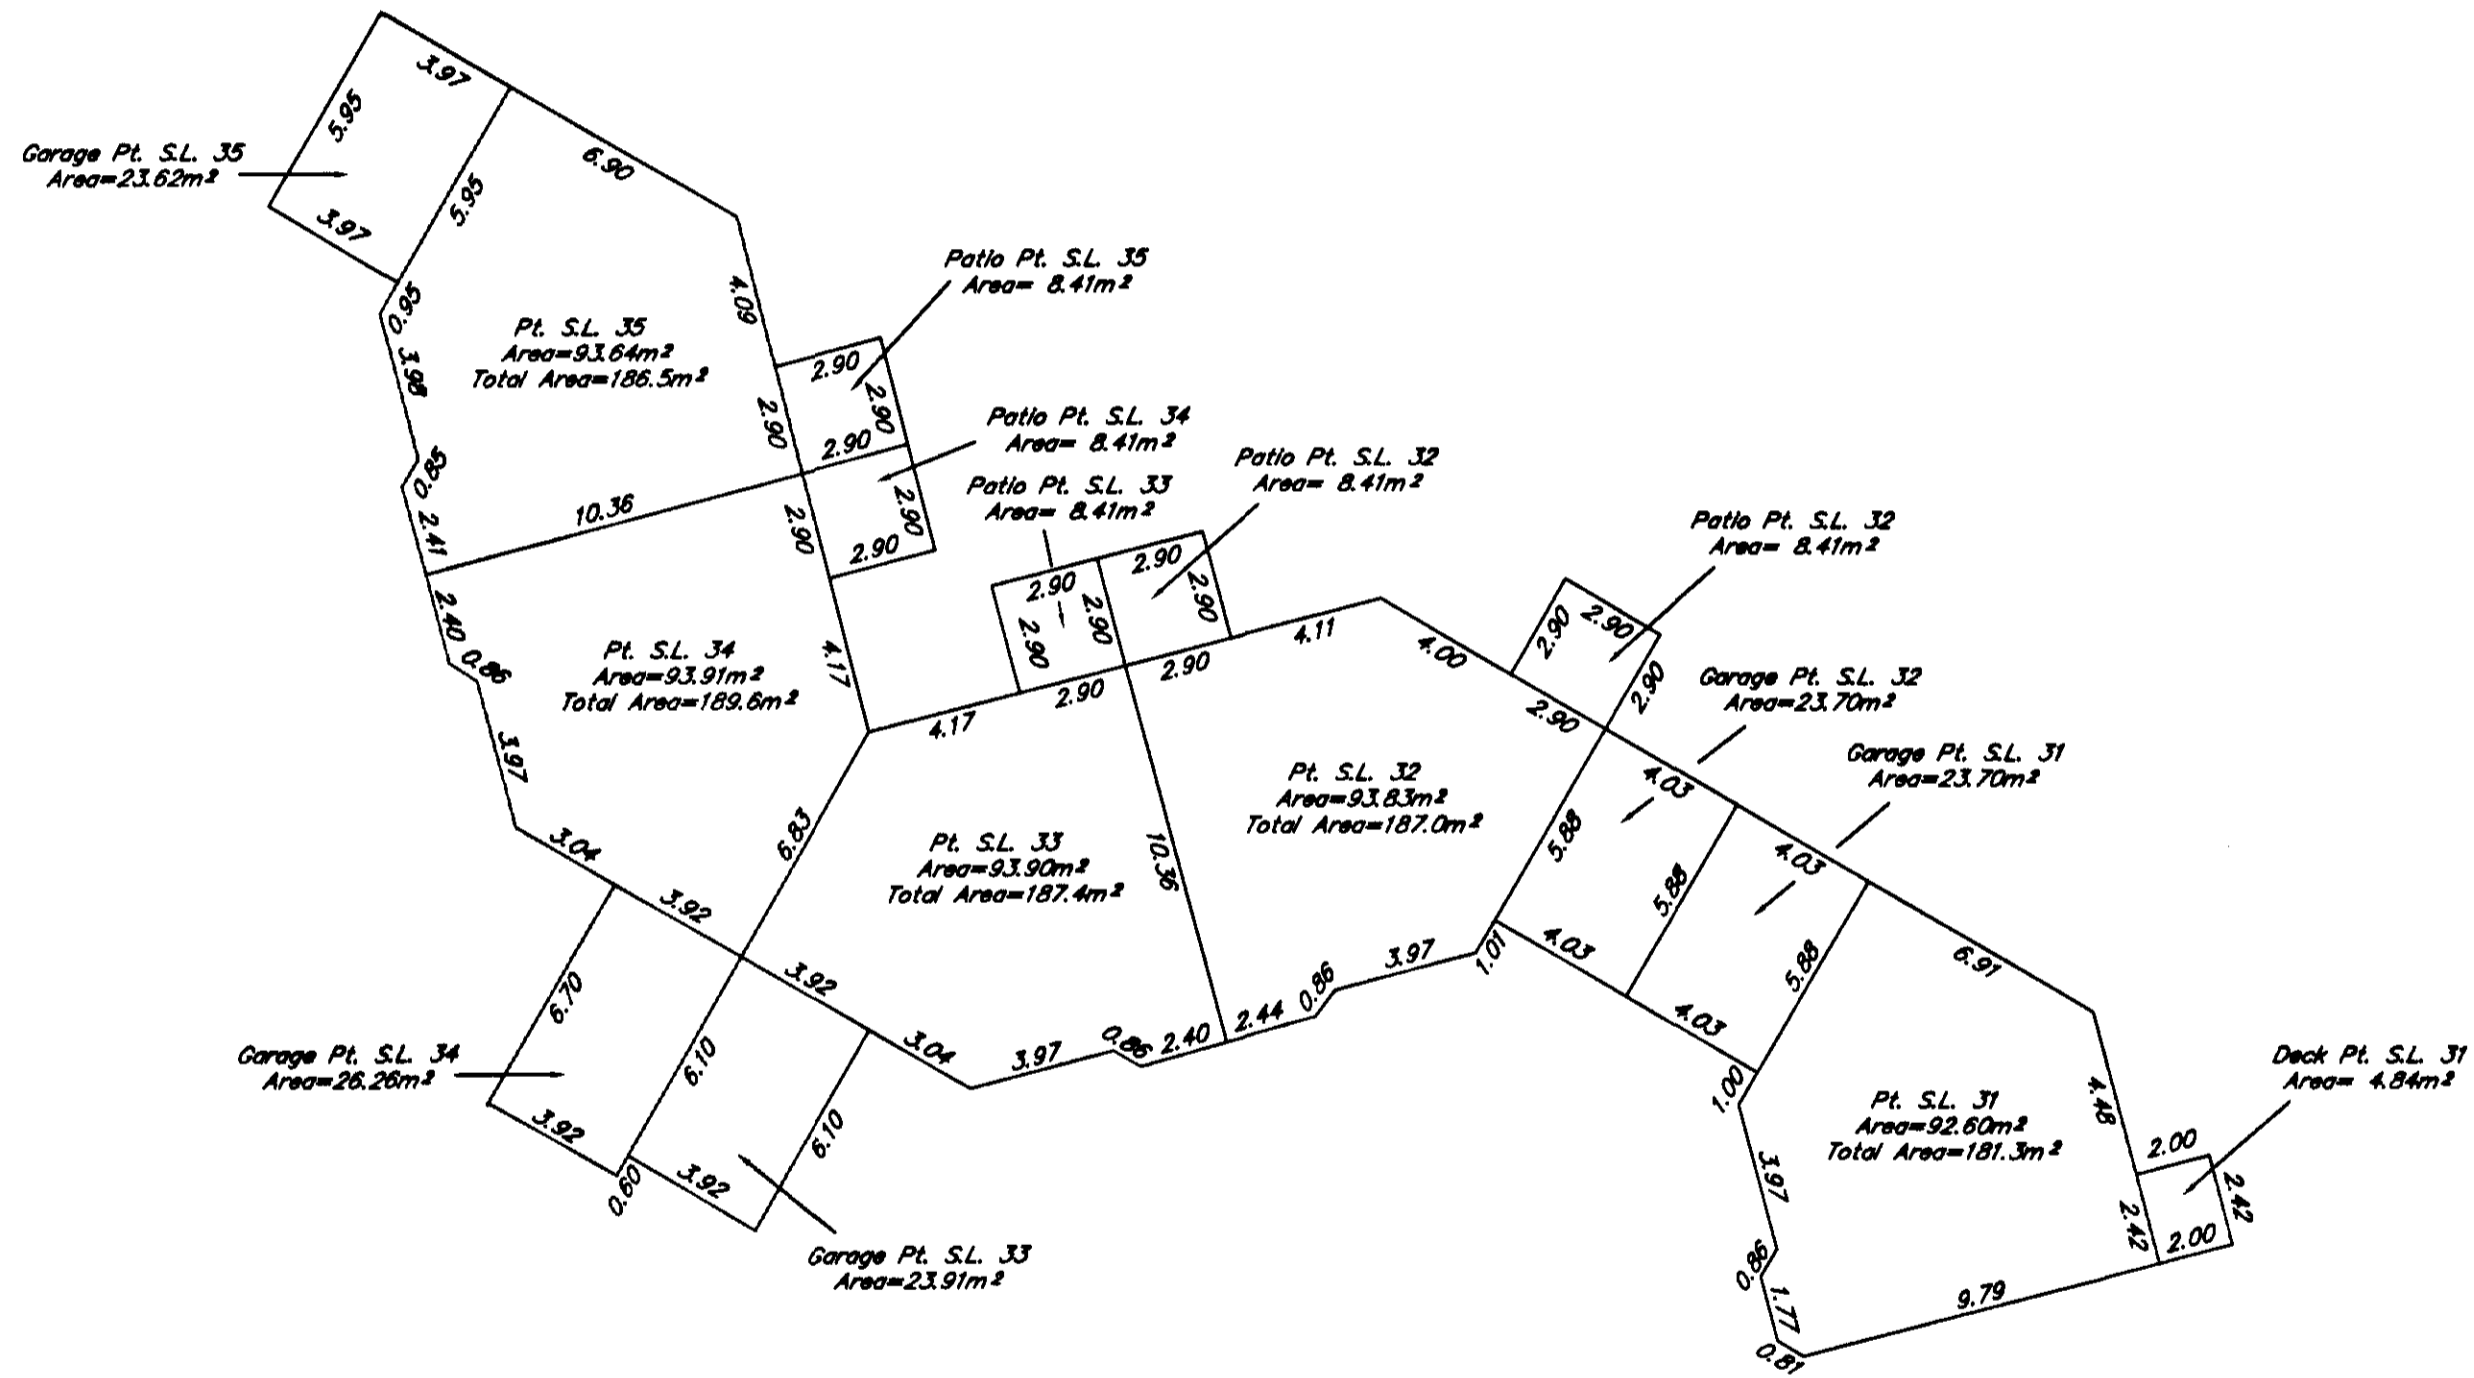 3.97
5.95
Garage Pt. S.L. 35
Area=23.62m²
3.97
5.95
6.90
0.95
Pt. S.L. 35
Area=93.64m²
Total Area=186.5m²
3.98
0.85
2.41
10.36
4.09
Patio Pt. S.L. 35
Area= 8.41m²
2.90
2.90
2.90
2.90
Patio Pt. S.L. 34
Area= 8.41m²
2.90
2.90
2.90
Patio Pt. S.L. 33
Area= 8.41m²
Patio Pt. S.L. 32
Area= 8.41m²
2.90
2.90
2.90
2.90
2.90
2.40
0.86
Pt. S.L. 34
Area=93.91m²
Total Area=189.6m²
4.17
3.97
3.04
3.92
4.17
2.90
2.90
4.11
4.00
Patio Pt. S.L. 32
Area= 8.41m²
2.90
2.90
2.90
2.90
Garage Pt. S.L. 32
Area=23.70m²
4.03
Garage Pt. S.L. 31
Area=23.70m²
4.03
6.83
Pt. S.L. 33
Area=93.90m²
Total Area=187.4m²
10.36
Pt. S.L. 32
Area=93.83m²
Total Area=187.0m²
5.88
5.88
5.88
6.91
4.03
4.03
1.01
3.97
0.86
2.44
2.40
0.86
3.97
3.04
3.92
6.70
6.10
6.10
Garage Pt. S.L. 34
Area=26.26m²
3.92
0.60
3.92
Garage Pt. S.L. 33
Area=23.91m²
1.00
Pt. S.L. 31
Area=92.60m²
Total Area=181.3m²
4.48
Deck Pt. S.L. 31
Area= 4.84m²
2.00
2.42
2.42
2.00
3.97
0.86
1.77
0.81
9.79